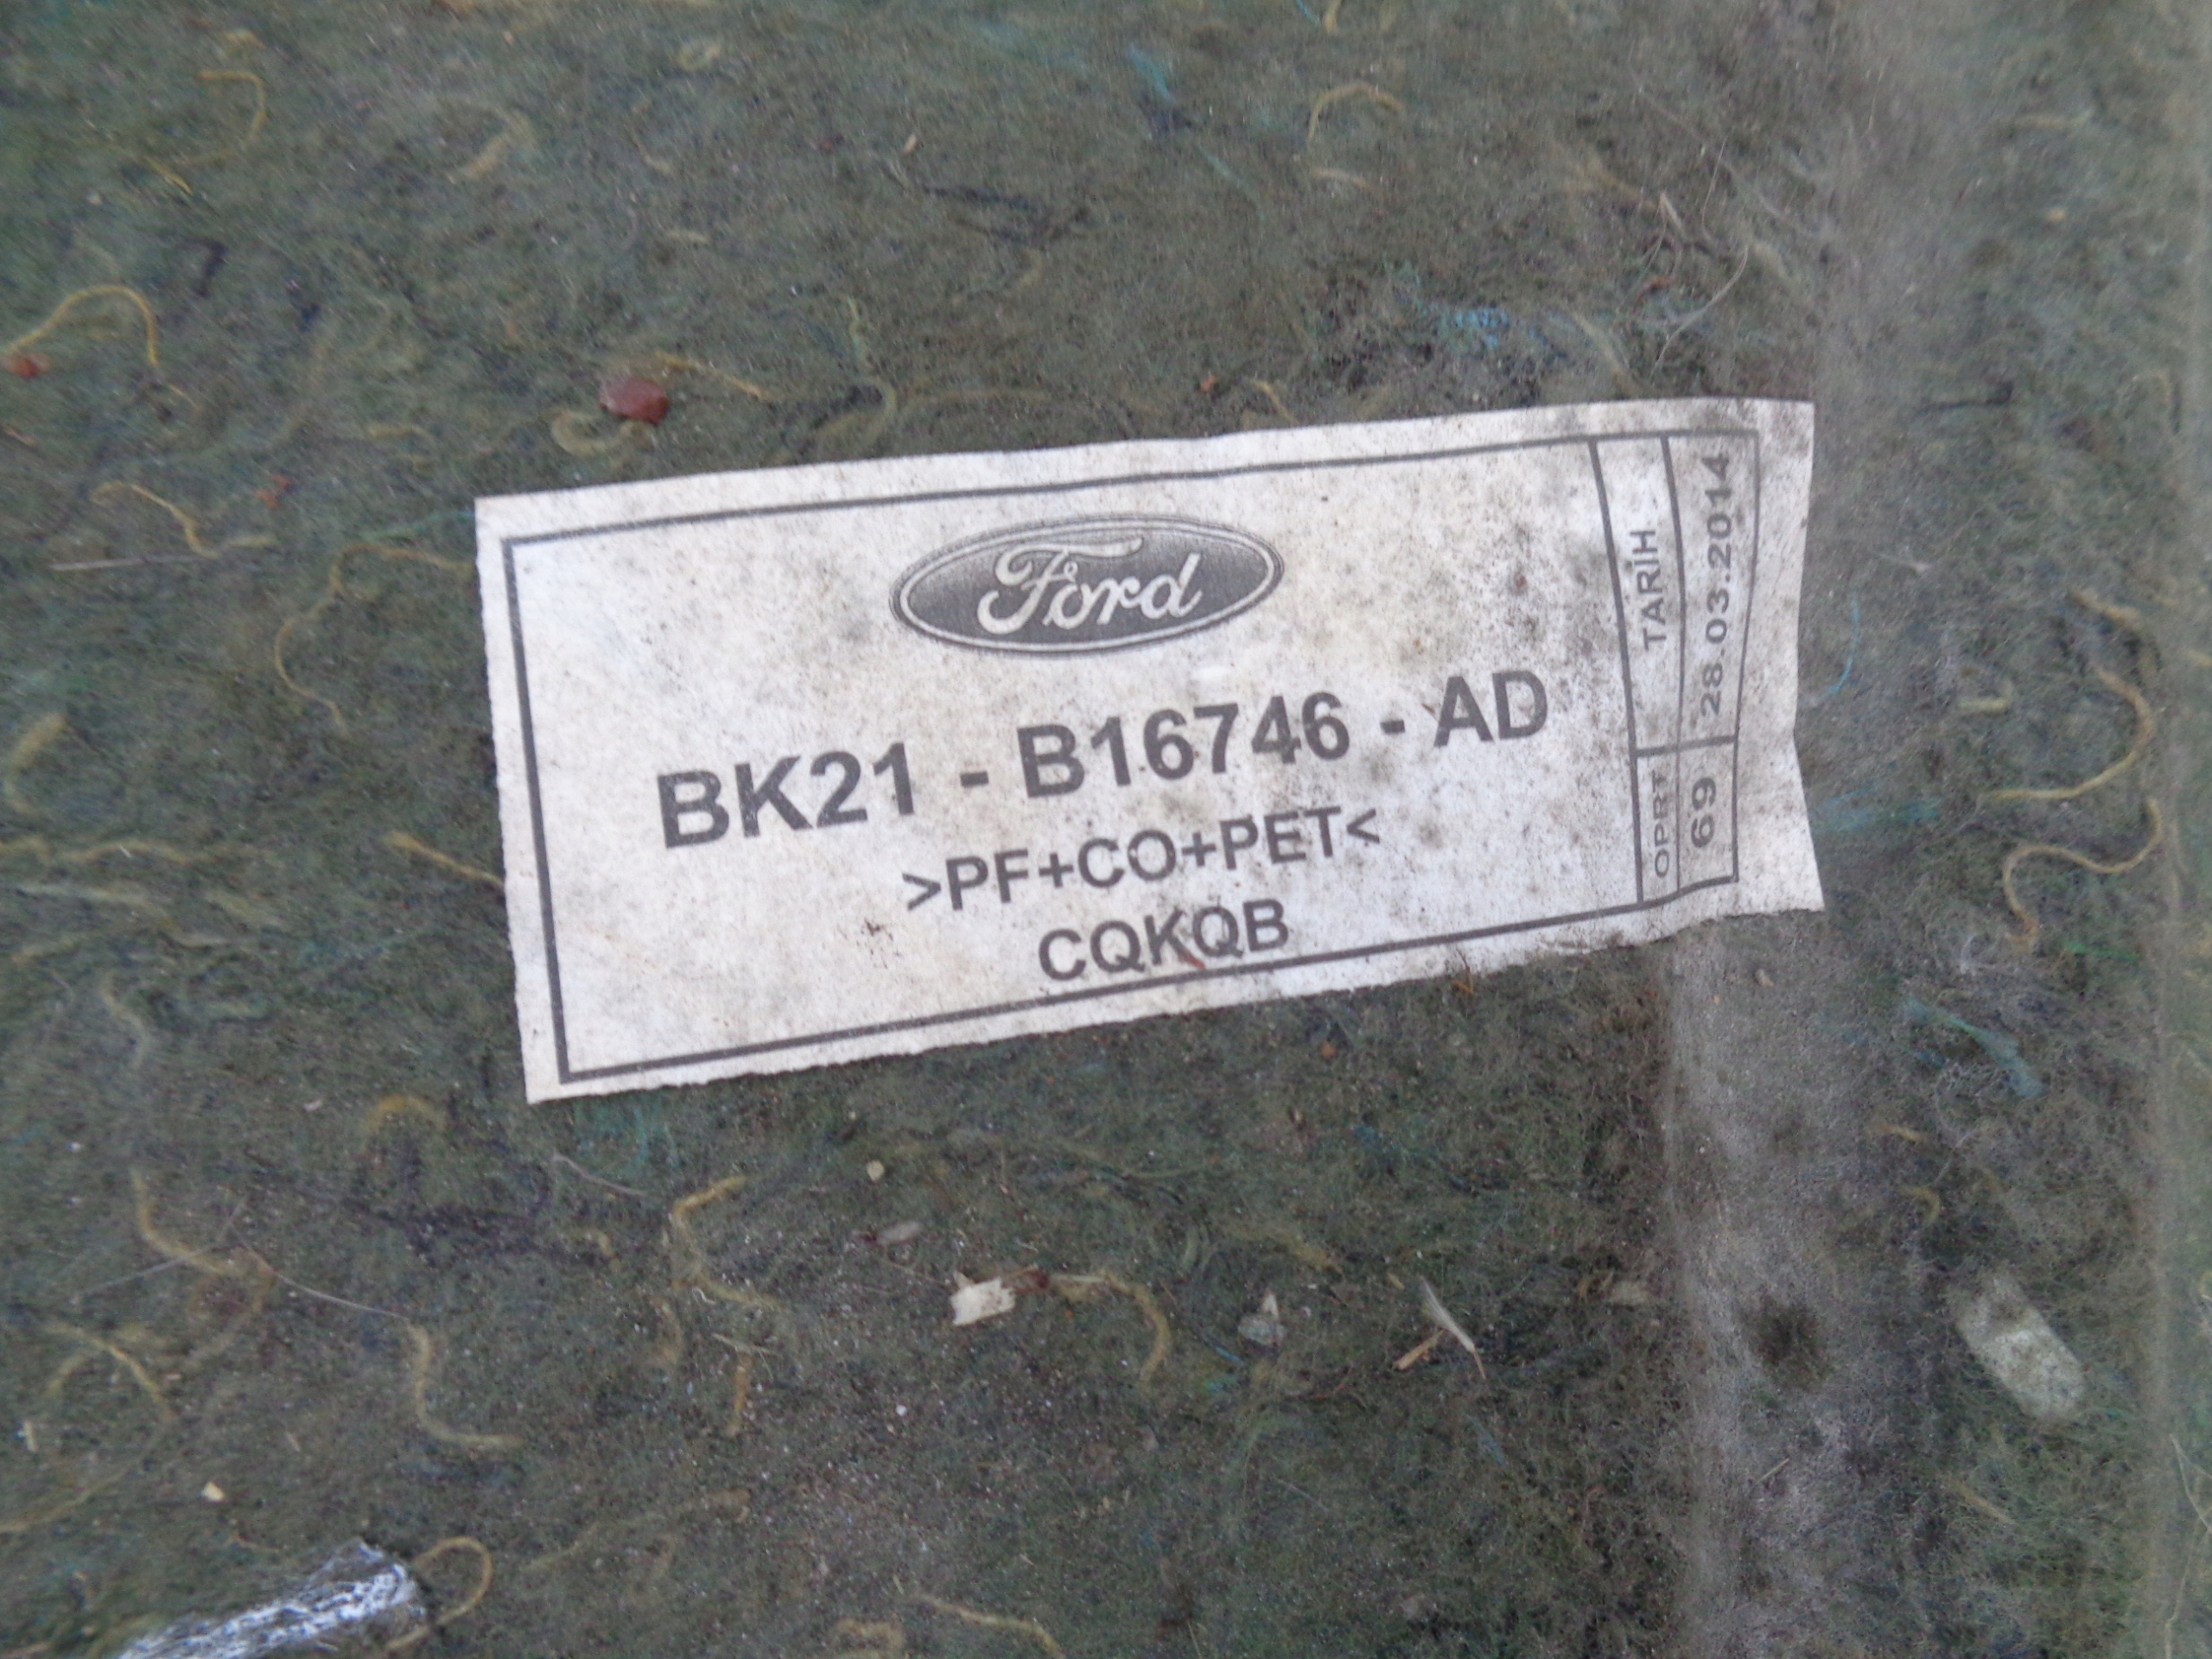 Ford
BK21 - B16746 - AD
>PF+CO+PET<
CQKQB
TARİH
28.03.2014
OPRT
69